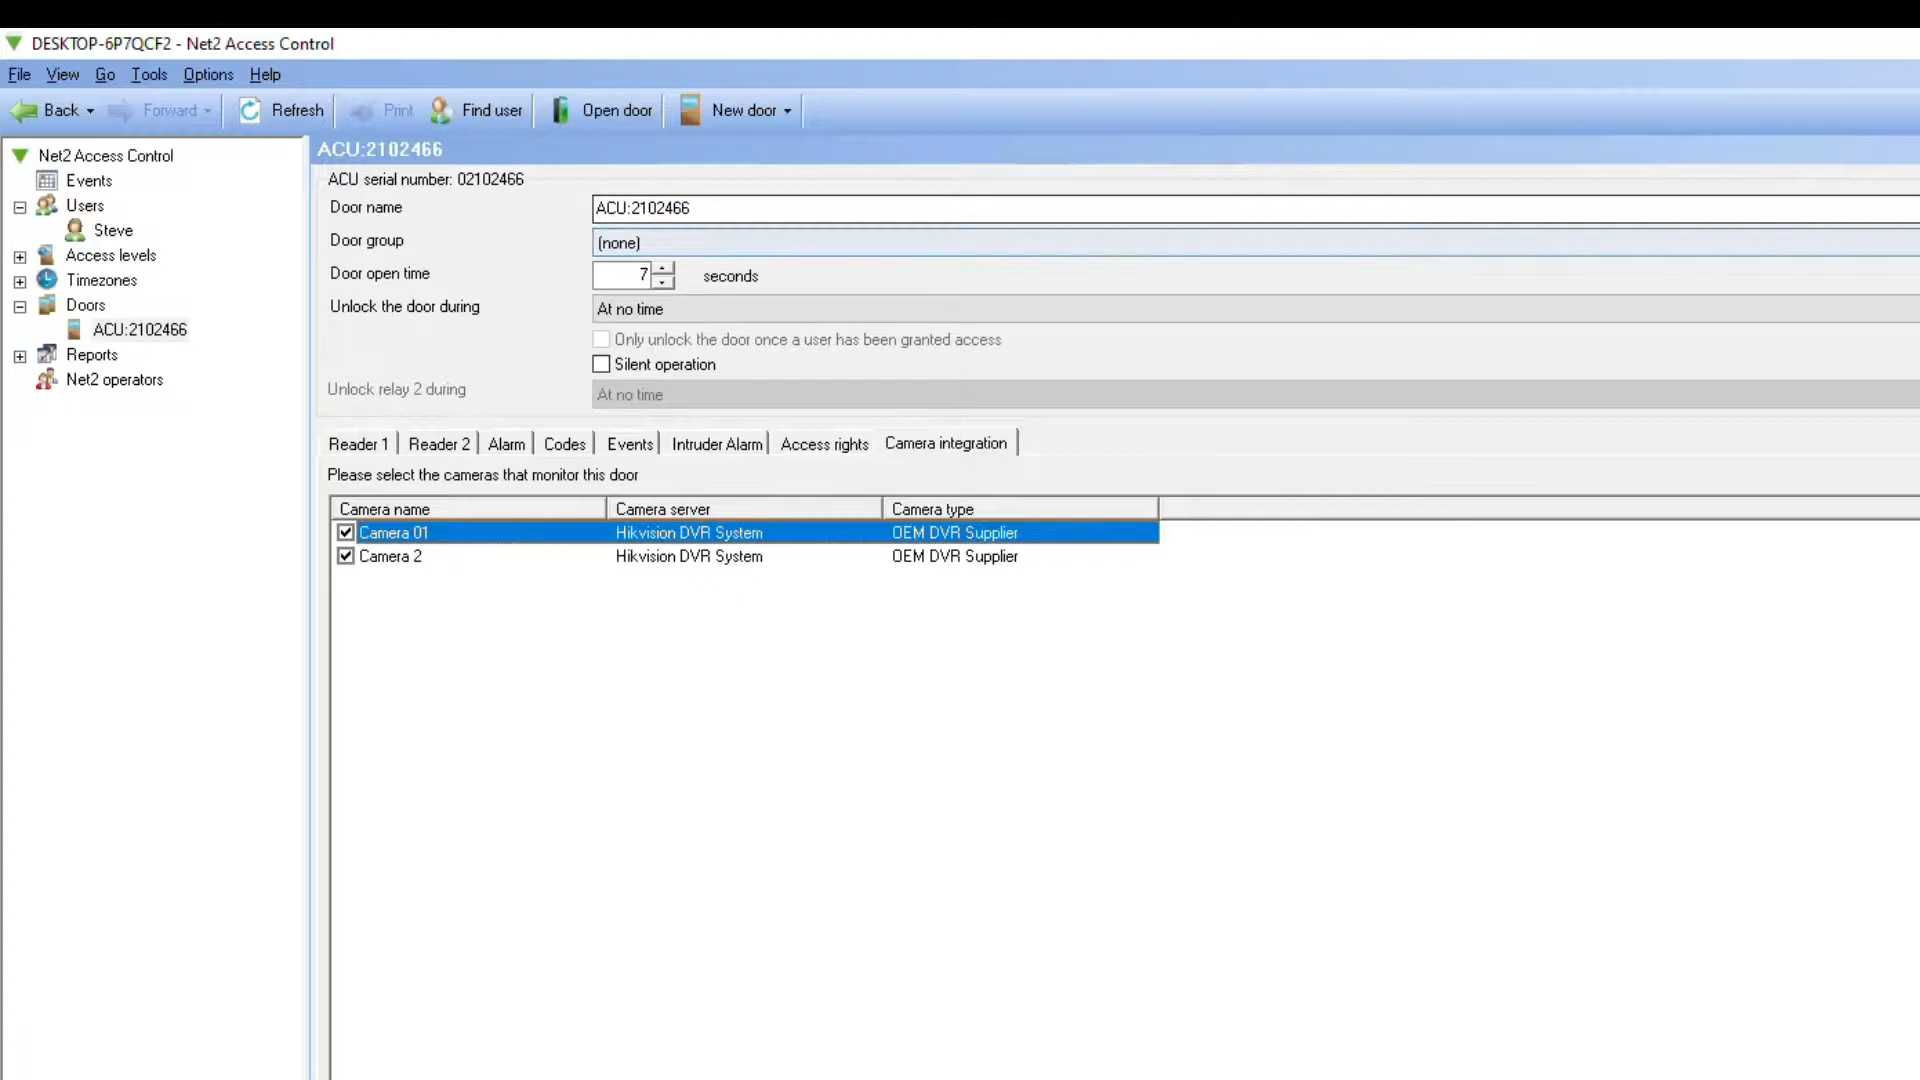 DESKTOP-6P7QCF2 - Net2 Access Control
File View Go Tools Options Help
Back Forward Refresh Print Find user Open door New door
Net2 Access Control
Events
Users
Steve
Access levels
Timezones
Doors
ACU:2102466
Reports
Net2 operators
ACU:2102466
ACU serial number: 02102466
Door name ACU:2102466
Door group (none)
Door open time 7 seconds
Unlock the door during At no time
Only unlock the door once a user has been granted access
Silent operation
Unlock relay 2 during At no time
Reader 1 Reader 2 Alarm Codes Events Intruder Alarm Access rights Camera integration
Please select the cameras that monitor this door
Camera name Camera server Camera type
Camera 01 Hikvision DVR System OEM DVR Supplier
Camera 2 Hikvision DVR System OEM DVR Supplier